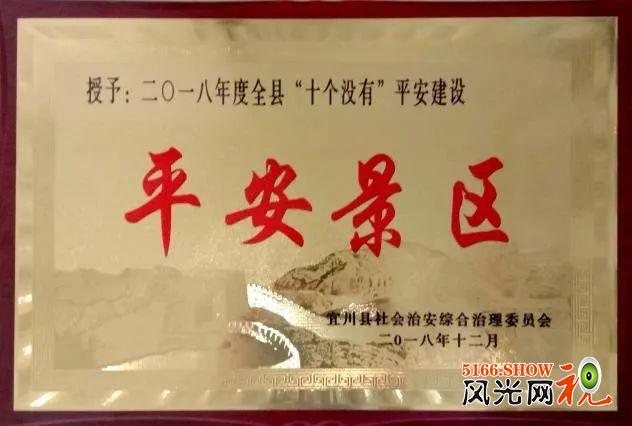 授予：二〇一八年度全县“十个没有”平安建设
平安景区
宜川县社会治安综合治理委员会
二〇一八年十二月
5166.SHOW
风光网视